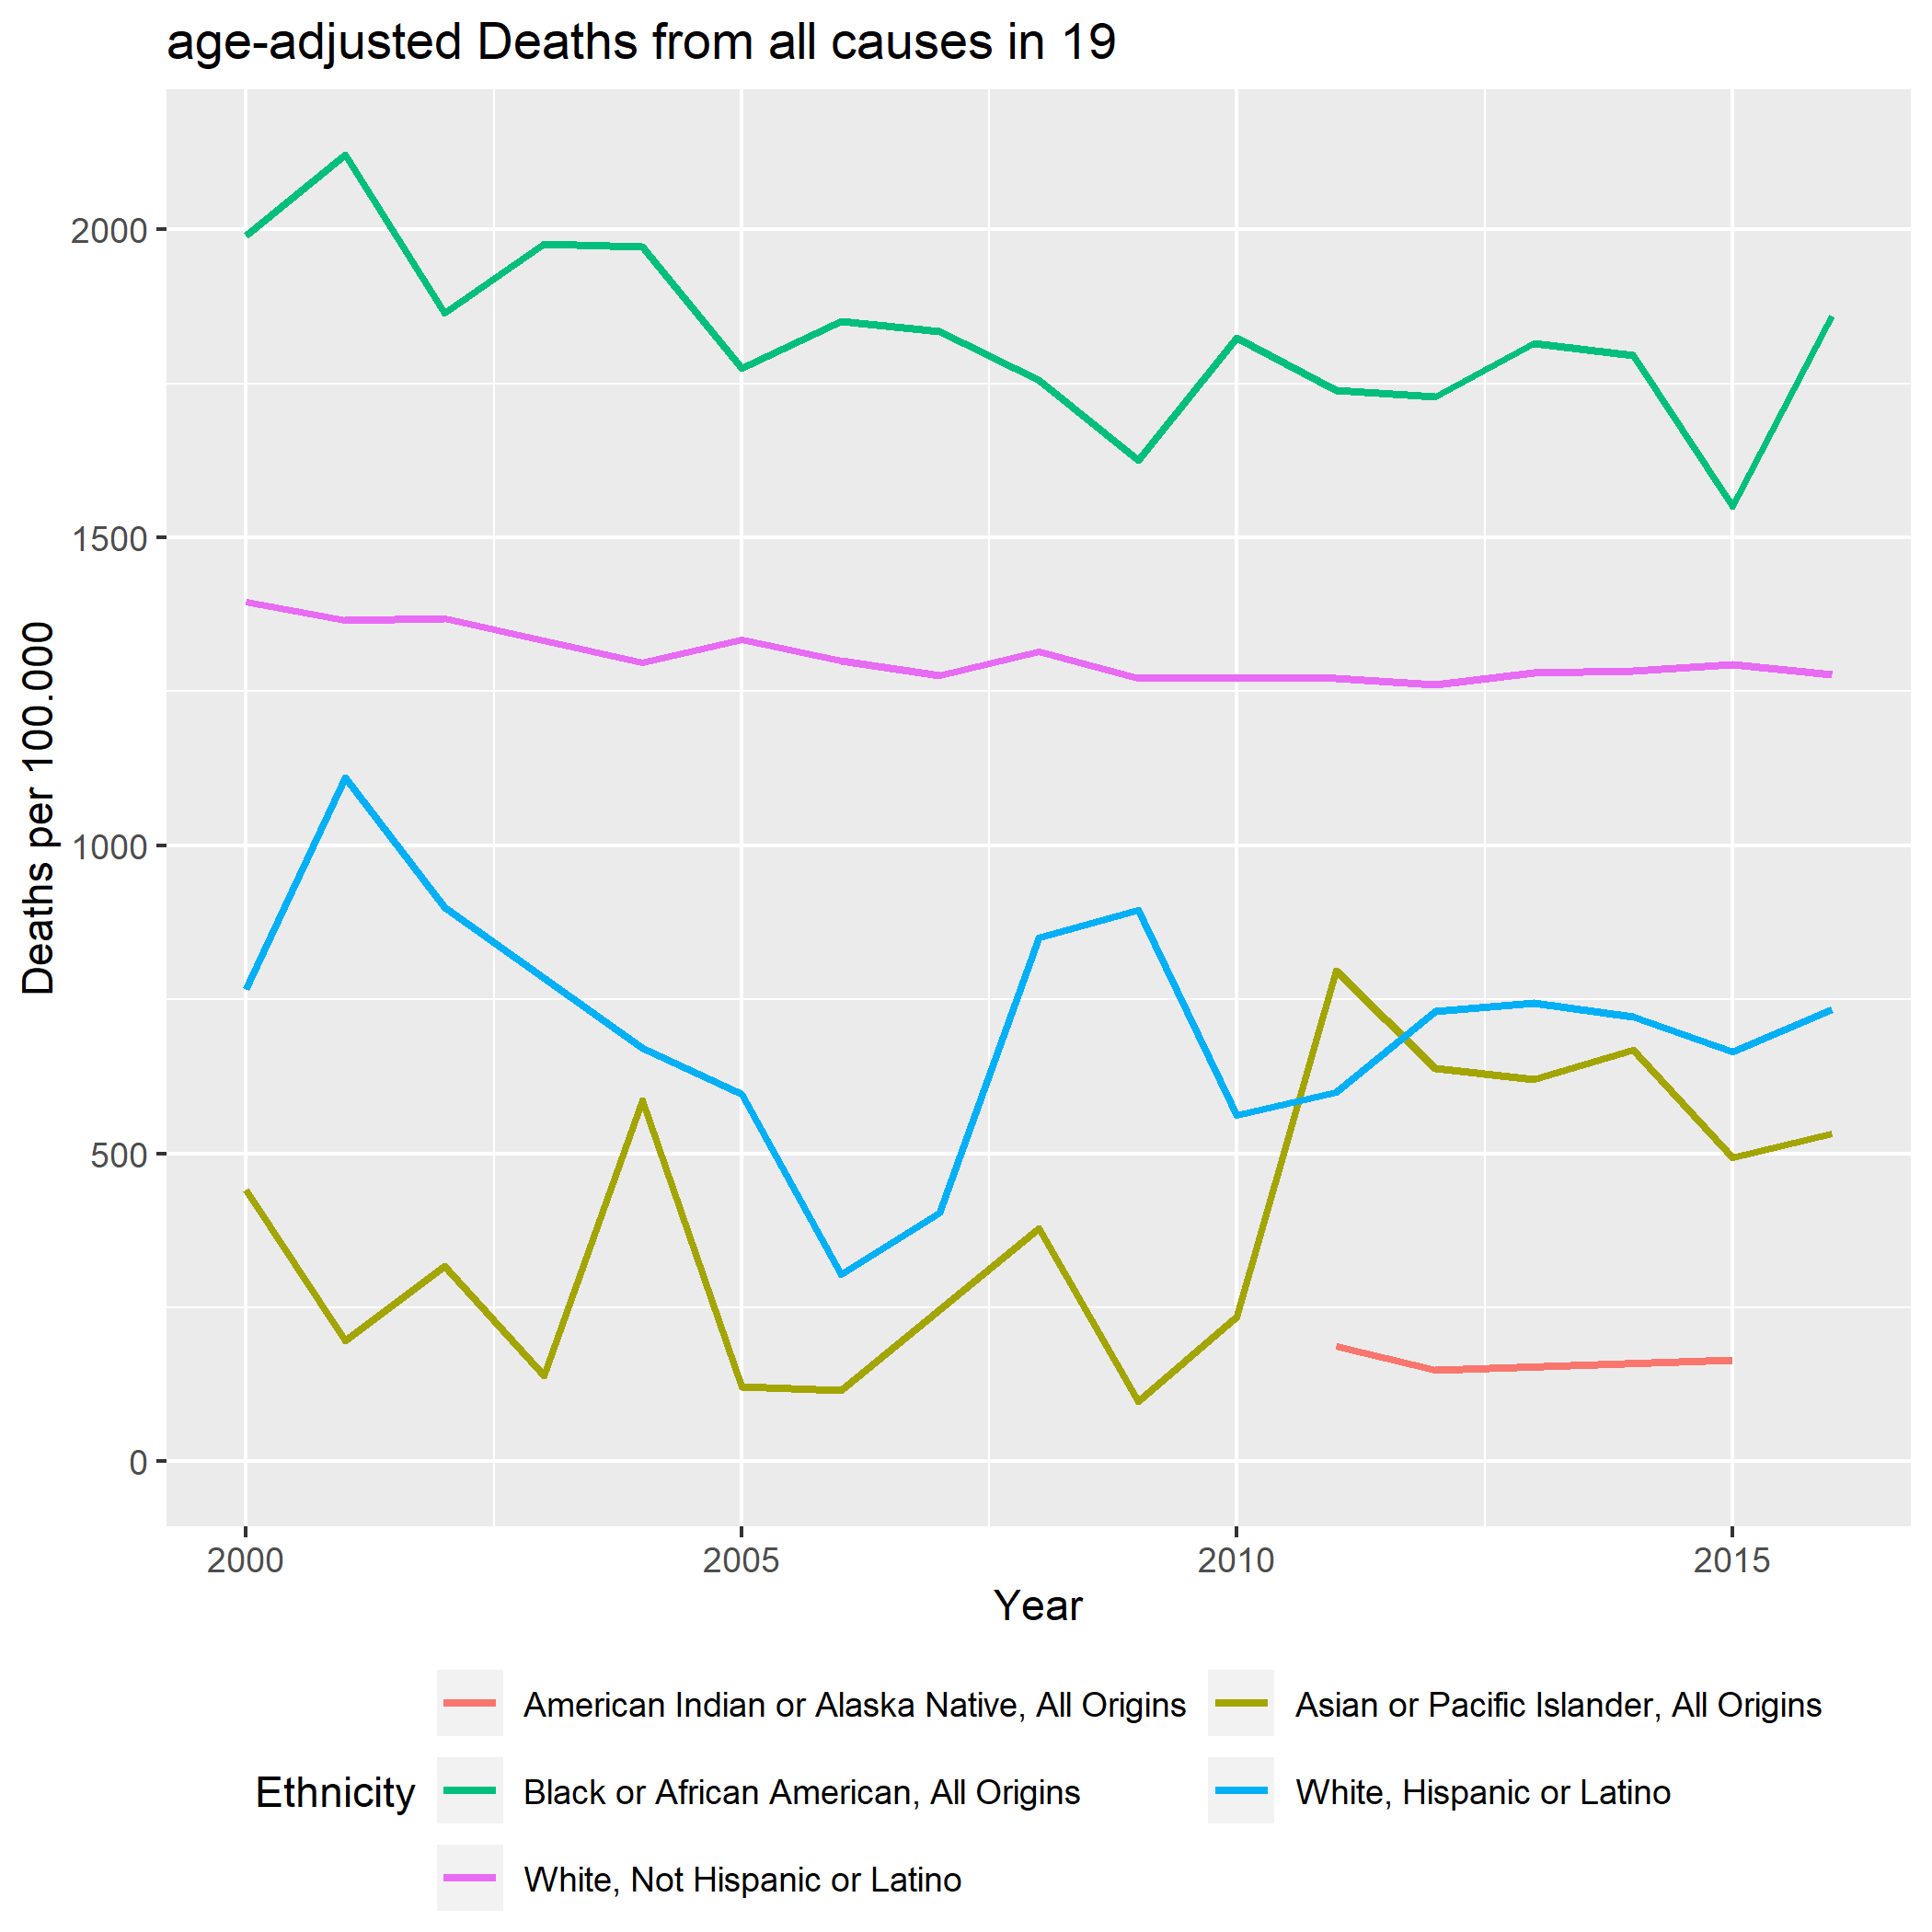 age-adjusted Deaths from all causes in 19
Deaths per 100.000
2000
1500
1000
500
0
2000 2005 2010 2015
Year
Ethnicity
American Indian or Alaska Native, All Origins
Asian or Pacific Islander, All Origins
Black or African American, All Origins
White, Hispanic or Latino
White, Not Hispanic or Latino